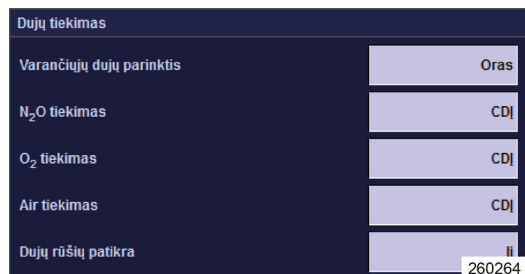 Dujų tiekimas
Varančiųjų dujų parinktis Oras
N₂O tiekimas CDĮ
O₂ tiekimas CDĮ
Air tiekimas CDĮ
Dujų rūšių patikra
260264